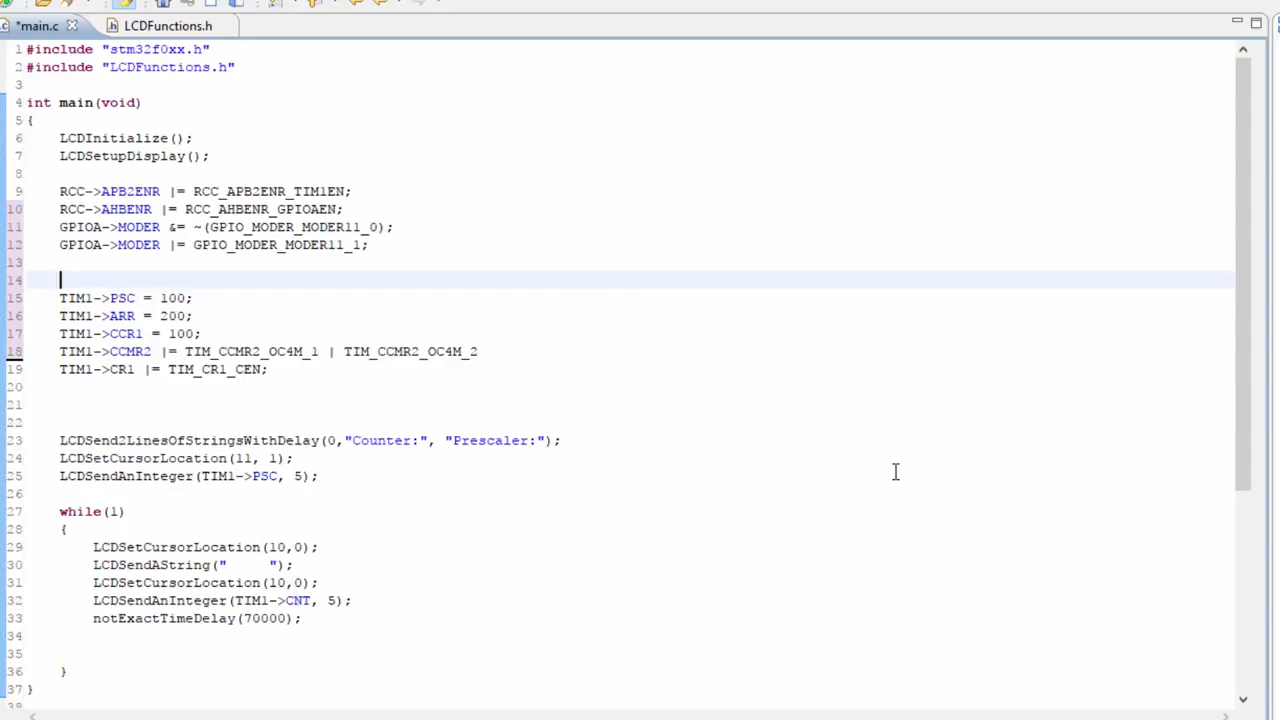 *main.c LCDFunctions.h
1 #include "stm32f0xx.h"
2 #include "LCDFunctions.h"
3
4 int main(void)
5 {
6 LCDInitialize();
7 LCDSetupDisplay();
8
9 RCC->APB2ENR |= RCC_APB2ENR_TIM1EN;
10 RCC->AHBENR |= RCC_AHBENR_GPIOAEN;
11 GPIOA->MODER &= ~(GPIO_MODER_MODER11_0);
12 GPIOA->MODER |= GPIO_MODER_MODER11_1;
13
14
15 TIM1->PSC = 100;
16 TIM1->ARR = 200;
17 TIM1->CCR1 = 100;
18 TIM1->CCMR2 |= TIM_CCMR2_OC4M_1 | TIM_CCMR2_OC4M_2
19 TIM1->CR1 |= TIM_CR1_CEN;
20
21
22
23 LCDSend2LinesOfStringsWithDelay(0,"Counter:", "Prescaler:");
24 LCDSetCursorLocation(11, 1);
25 LCDSendAnInteger(TIM1->PSC, 5);
26
27 while(1)
28 {
29 LCDSetCursorLocation(10,0);
30 LCDSendAString("     ");
31 LCDSetCursorLocation(10,0);
32 LCDSendAnInteger(TIM1->CNT, 5);
33 notExactTimeDelay(70000);
34
35
36 }
37 }
38